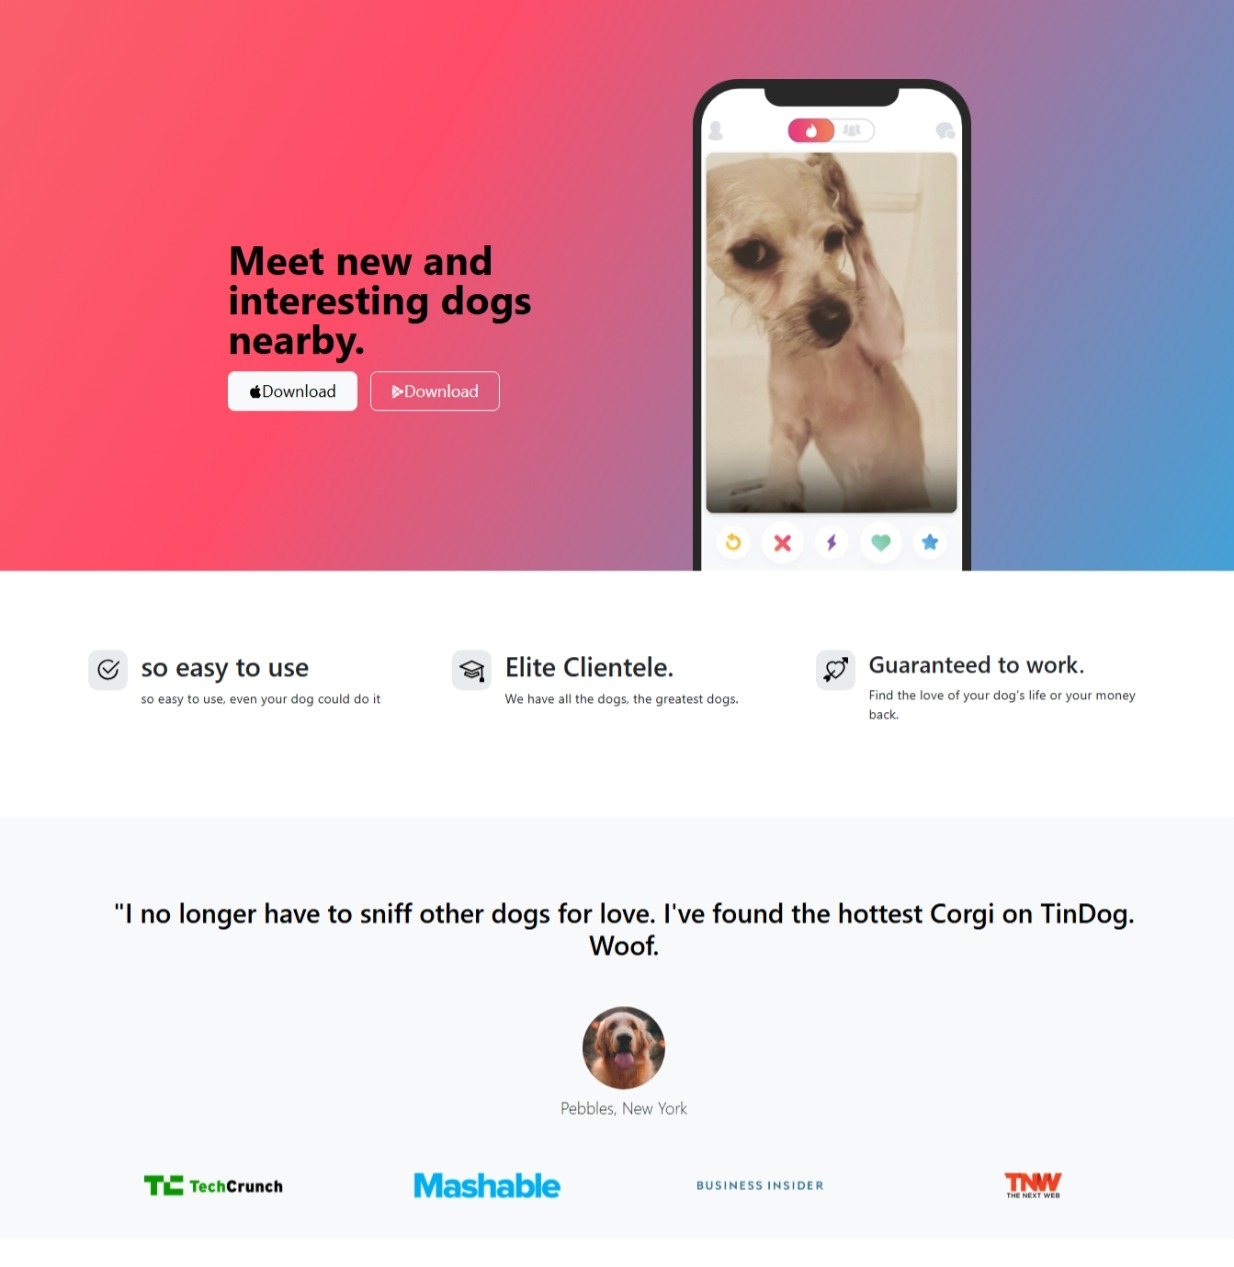 Meet new and
interesting dogs
nearby.
Download
Download
so easy to use
so easy to use, even your dog could do it
Elite Clientele.
We have all the dogs, the greatest dogs.
Guaranteed to work.
Find the love of your dog's life or your money
back.
"I no longer have to sniff other dogs for love. I've found the hottest Corgi on TinDog.
Woof.
Pebbles, New York
TC TechCrunch
Mashable
BUSINESS INSIDER
TNW
THE NEXT WEB